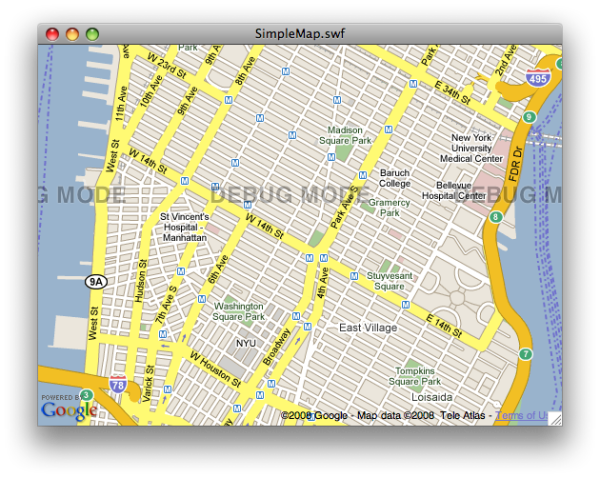 SimpleMap.swf
Park
9th Ave
W 23rd St
8th Ave
Park Ave
2nd Ave
495
11th Ave
10th Ave
9th Ave
E 34th St
9
Madison
Square Park
New York
University
Medical Center
FDR Dr
West St
W 14th St
Baruch
College
Bellevue
Hospital Center
G MODE
DEBUG MODE
DEBUG M
Park Ave S
Gramercy
Park
St Vincent's
Hospital -
Manhattan
W 14th St
8
9A
Hudson St
6th Ave
7th Ave S
4th Ave
Stuyvesant
Square
West St
Washington
Square Park
NYU
Broadway
East Village
E 14th St
W Houston St
7
78
Varick St
Tompkins
Square Park
Loisaida
3
POWERED BY
Google
©2008 Google - Map data ©2008 Tele Atlas - Terms of Us